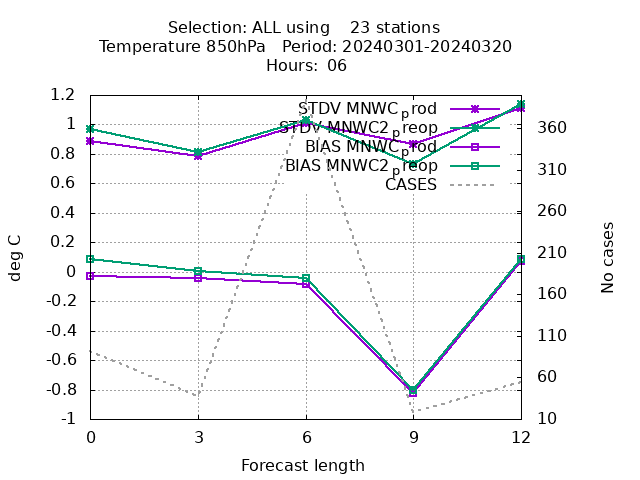 Selection: ALL using    23 stations
Temperature 850hPa   Period: 20240301-20240320
Hours:  06
STDV MNWC_prod
STDV MNWC2_preop
BIAS MNWC_prod
BIAS MNWC2_preop
CASES
deg C
1.2
1
0.8
0.6
0.4
0.2
0
-0.2
-0.4
-0.6
-0.8
-1
No cases
360
310
260
210
160
110
60
10
0 3 6 9 12
Forecast length